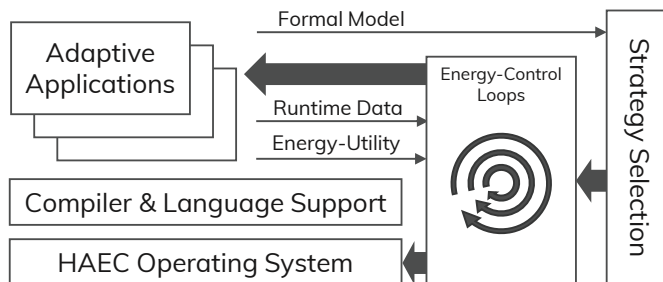 Formal Model
Adaptive
Applications
Energy-Control
Loops
Runtime Data
Energy-Utility
Strategy Selection
Compiler & Language Support
HAEC Operating System